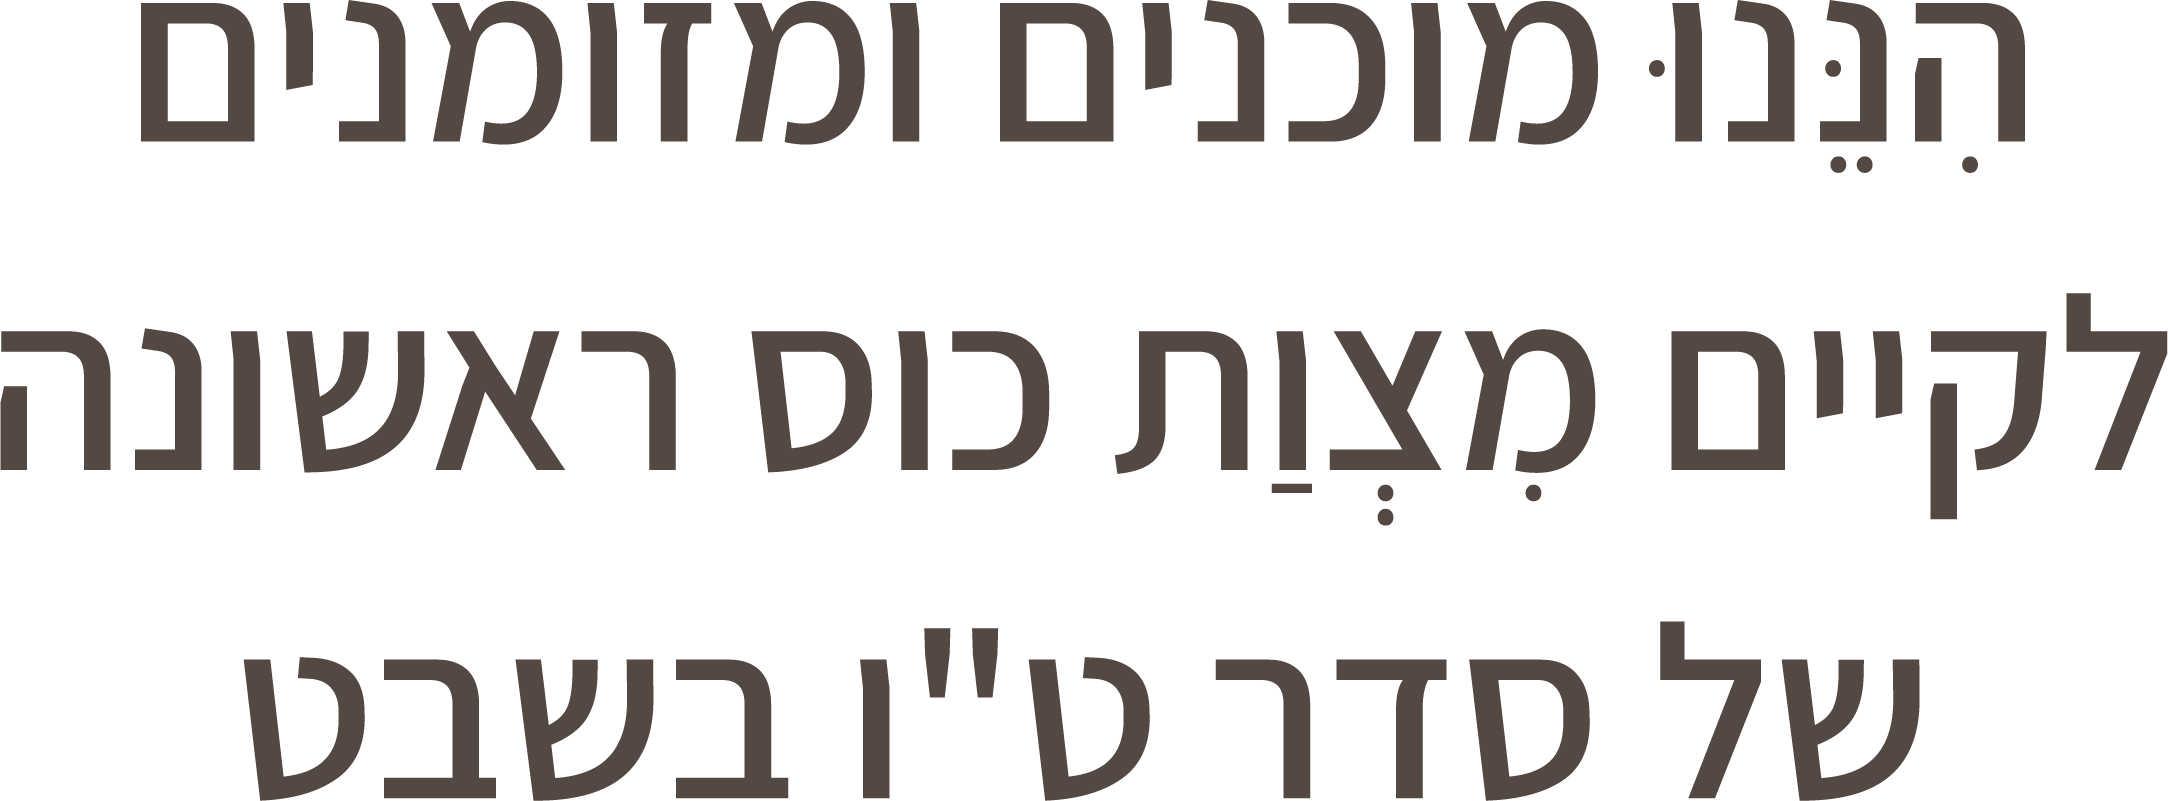 הִנֵּנוּ מוכנים ומזומנים
לקיים מִצְוַת כוס ראשונה
של סדר ט"ו בשבט